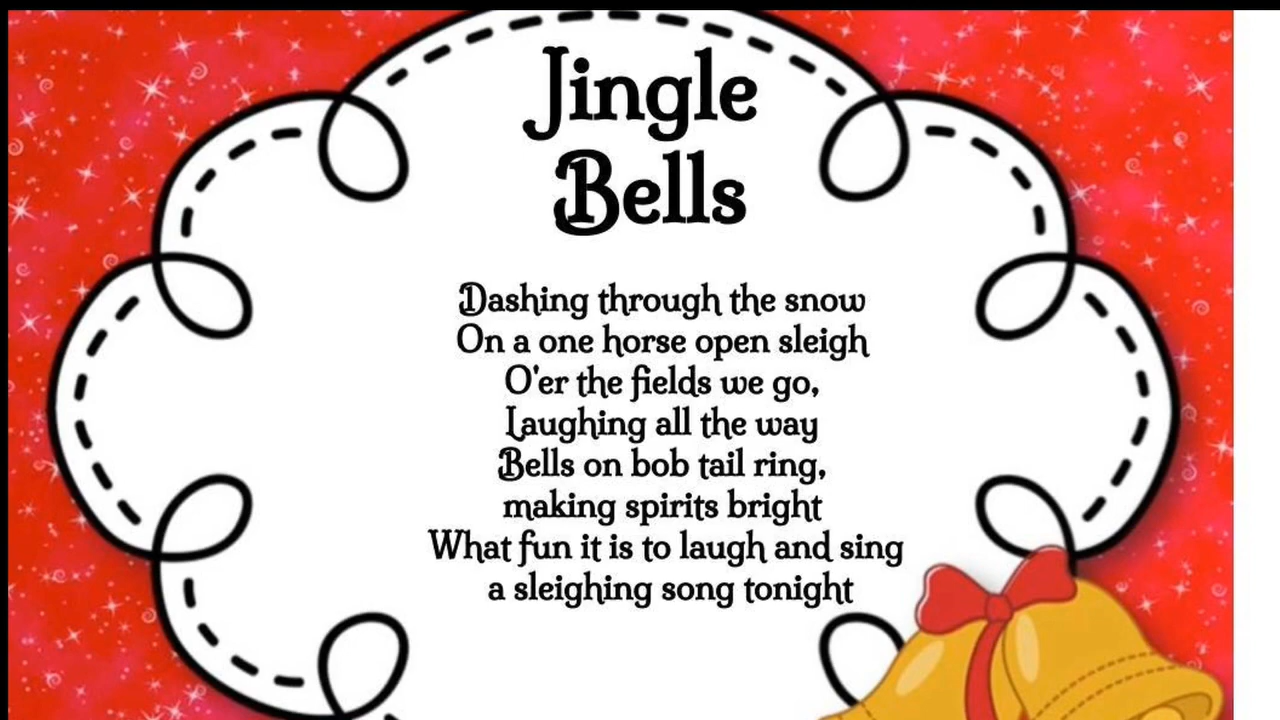 Jingle
Bells
Dashing through the snow
On a one horse open sleigh
O'er the fields we go,
Laughing all the way
Bells on bob tail ring,
making spirits bright
What fun it is to laugh and sing
a sleighing song tonight